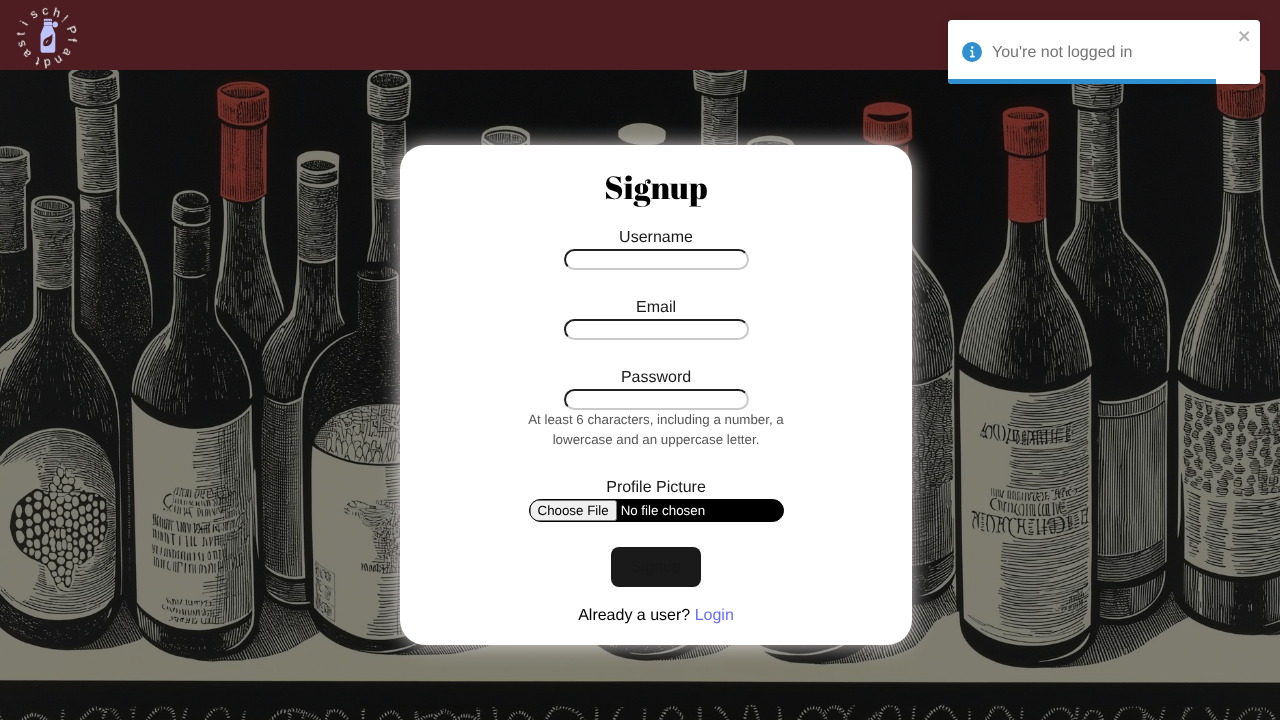 Pfandtastisch!
You're not logged in
Signup
Username
Email
Password
At least 6 characters, including a number, a
lowercase and an uppercase letter.
Profile Picture
Choose File No file chosen
Already a user? Login